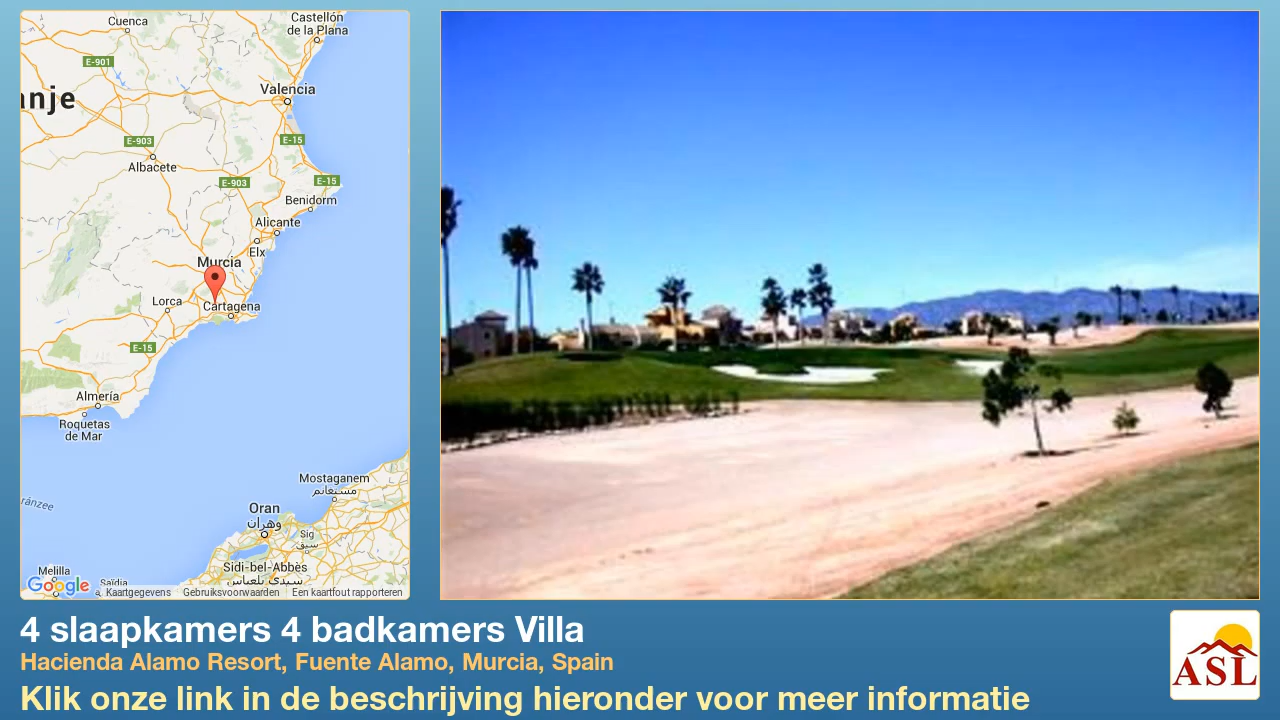 Cuenca
Castellón
de la Plana
E-901
Valencia
anje
E-903
E-15
Albacete
E-903
E-15
Benidorm
Alicante
Elx
Murcia
Lorca
Cartagena
E-15
Almería
Roquetas
de Mar
Mostaganem
مستغانم
ránzee
Oran
وهران
Sig
سيق
Sidi-bel-Abbès
سيدي بلعباس
Melilla
Saïdia
Google
Kaartgegevens Gebruiksvoorwaarden Een kaartfout rapporteren
4 slaapkamers 4 badkamers Villa
Hacienda Alamo Resort, Fuente Alamo, Murcia, Spain
Klik onze link in de beschrijving hieronder voor meer informatie
ASL